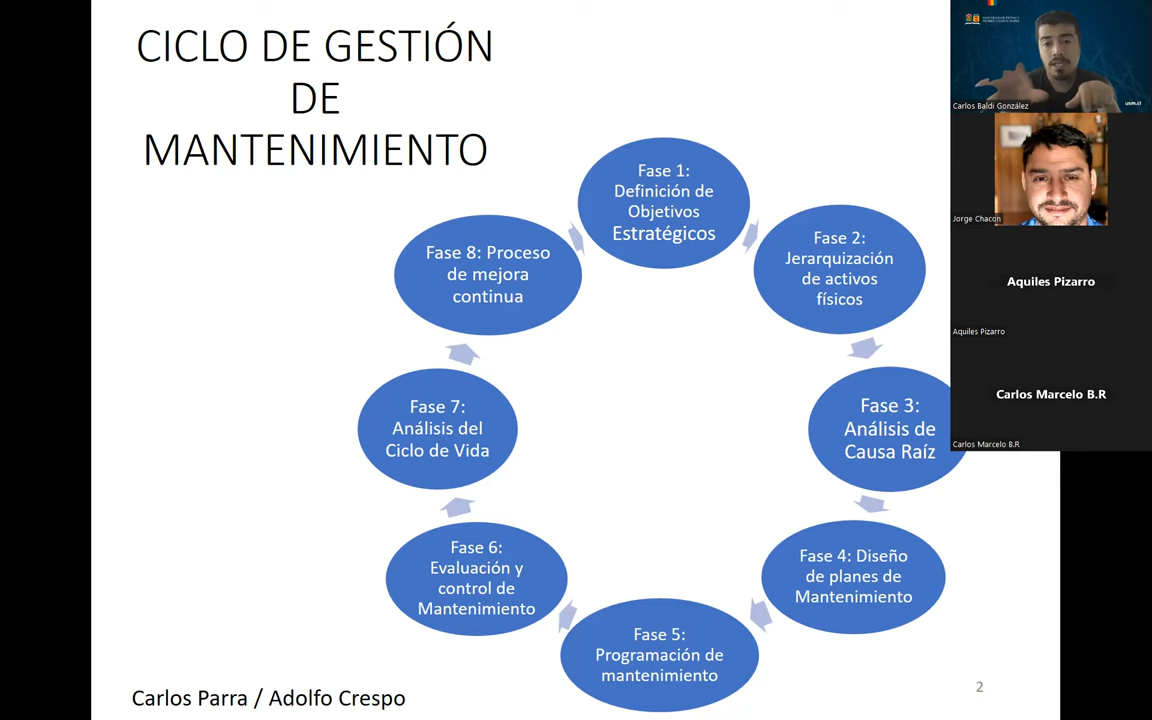 CICLO DE GESTIÓN
DE
MANTENIMIENTO
Fase 1:
Definición de
Objetivos
Estratégicos
Fase 2:
Jerarquización
de activos
físicos
Fase 3:
Análisis de
Causa Raíz
Fase 4: Diseño
de planes de
Mantenimiento
Fase 5:
Programación de
mantenimiento
Fase 6:
Evaluación y
control de
Mantenimiento
Fase 7:
Análisis del
Ciclo de Vida
Fase 8: Proceso
de mejora
continua
Carlos Parra / Adolfo Crespo
2
usm.cl
Carlos Baldi González
Jorge Chacon
Aquiles Pizarro
Aquiles Pizarro
Carlos Marcelo B.R
Carlos Marcelo B.R